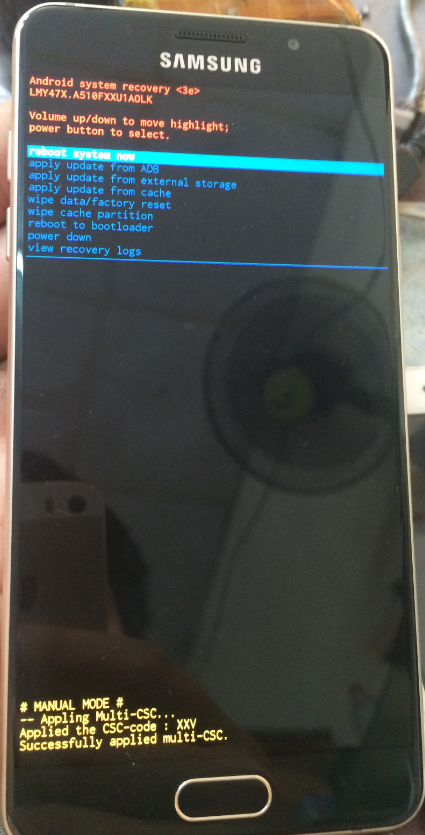 SAMSUNG
Android system recovery <3e>
LMY47X.A510FXXU1AOLK
Volume up/down to move highlight;
power button to select.
reboot system now
apply update from ADB
apply update from external storage
apply update from cache
wipe data/factory reset
wipe cache partition
reboot to bootloader
power down
view recovery logs
# MANUAL MODE #
-- Appling Multi-CSC...
Applied the CSC-code : XXV
Successfully applied multi-CSC.